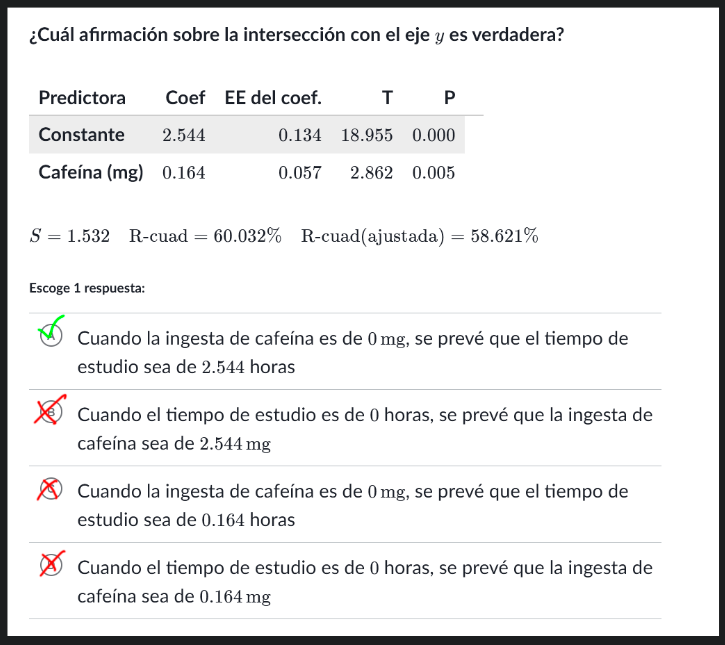 ¿Cuál afirmación sobre la intersección con el eje y es verdadera?
Predictora Coef EE del coef. T P
Constante 2.544 0.134 18.955 0.000
Cafeína (mg) 0.164 0.057 2.862 0.005
S = 1.532 R-cuad = 60.032% R-cuad(ajustada) = 58.621%
Escoge 1 respuesta:
A Cuando la ingesta de cafeína es de 0 mg, se prevé que el tiempo de
estudio sea de 2.544 horas
B Cuando el tiempo de estudio es de 0 horas, se prevé que la ingesta de
cafeína sea de 2.544 mg
Cuando la ingesta de cafeína es de 0 mg, se prevé que el tiempo de
estudio sea de 0.164 horas
Cuando el tiempo de estudio es de 0 horas, se prevé que la ingesta de
cafeína sea de 0.164 mg